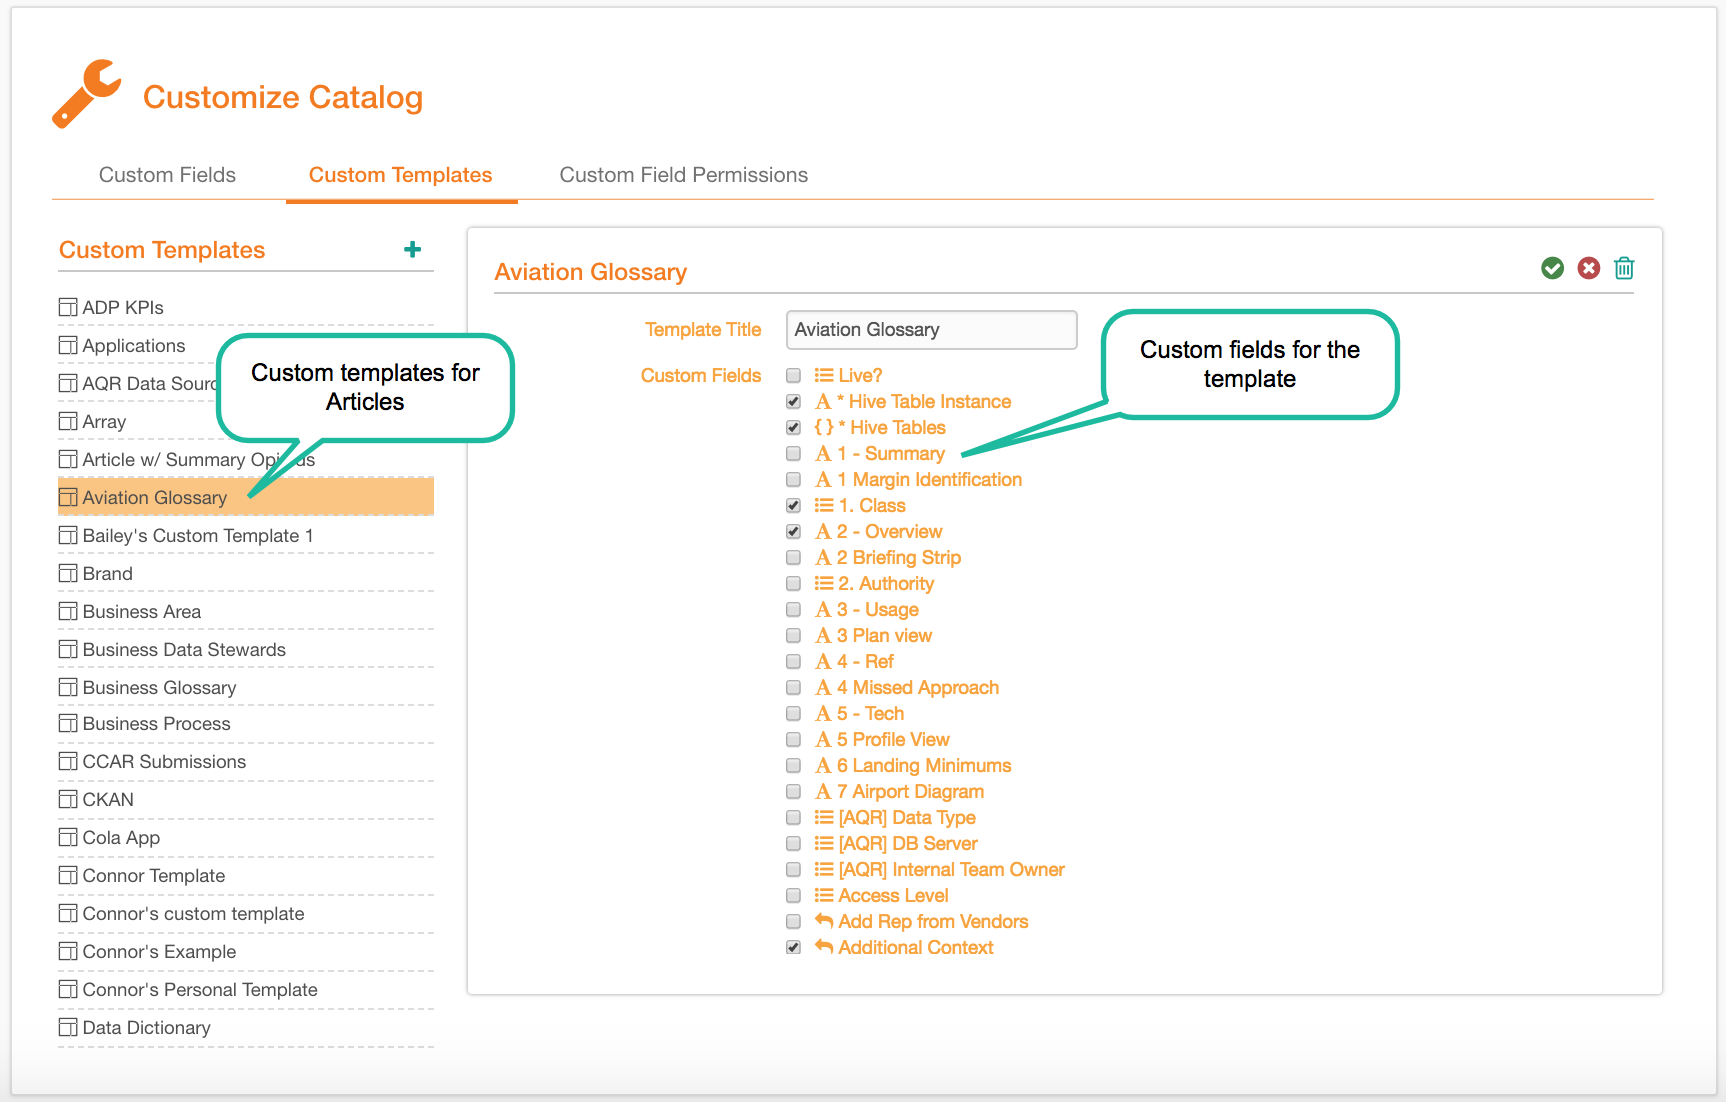 Customize Catalog
Custom Fields
Custom Templates
Custom Field Permissions
Custom Templates
ADP KPIs
Applications
AQR Data Sourc
Array
Article w/ Summary Op
ds
Aviation Glossary
Bailey's Custom Template 1
Brand
Business Area
Business Data Stewards
Business Glossary
Business Process
CCAR Submissions
CKAN
Cola App
Connor Template
Connor's custom template
Connor's Example
Connor's Personal Template
Data Dictionary
Custom templates for
Articles
Aviation Glossary
Template Title
Aviation Glossary
Custom Fields
Live?
* Hive Table Instance
{ } * Hive Tables
A 1 - Summary
A 1 Margin Identification
1. Class
A 2 - Overview
A 2 Briefing Strip
2. Authority
A 3 - Usage
A 3 Plan view
A 4 - Ref
A 4 Missed Approach
A 5 - Tech
A 5 Profile View
A 6 Landing Minimums
A 7 Airport Diagram
[AQR] Data Type
[AQR] DB Server
[AQR] Internal Team Owner
Access Level
Add Rep from Vendors
Additional Context
Custom fields for the
template